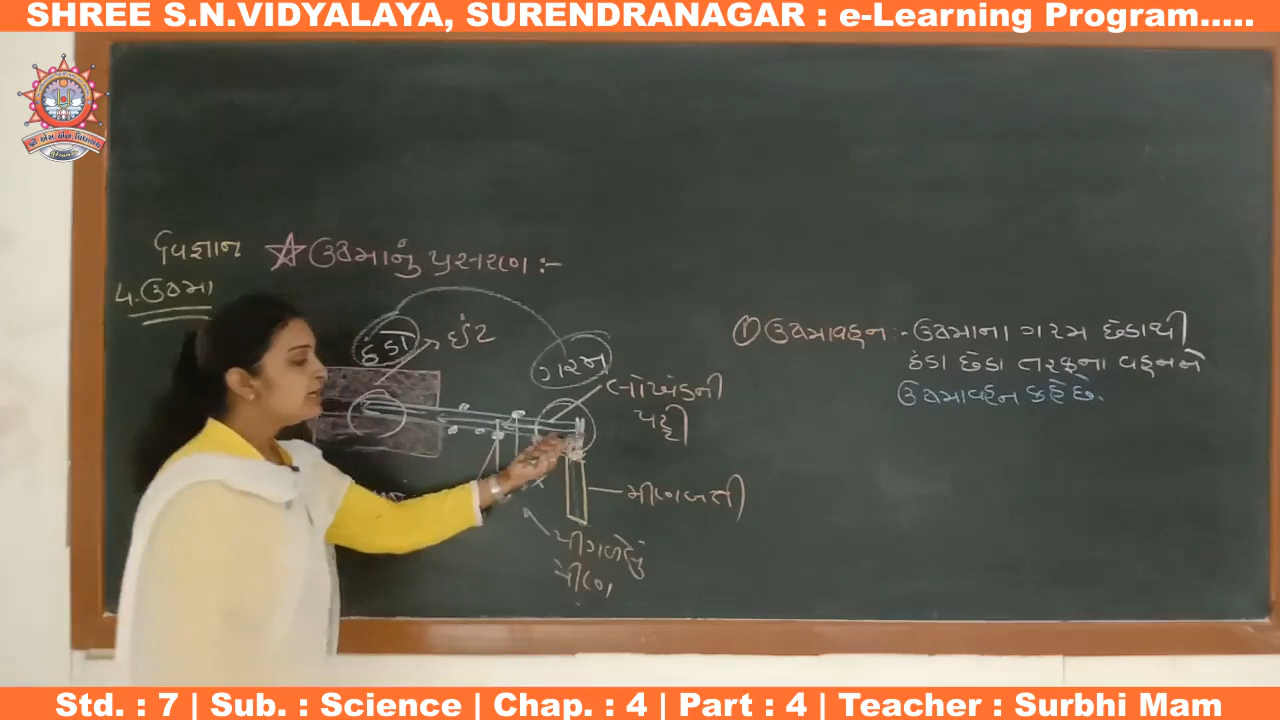 SHREE S.N.VIDYALAYA, SURENDRANAGAR : e-Learning Program.....
વિજ્ઞાન ☆ ઉષ્માનું પ્રસરણ :-
4. ઉષ્મા
ઠંડા
ઈંટ
ગરમ
લોખંડની
પટ્ટી
મીણબત્તી
પીગળેલું
મીણ
① ઉષ્માવહન :- ઉષ્માના ગરમ છેડાથી
ઠંડા છેડા તરફના વહનને
ઉષ્માવહન કહે છે.
Std. : 7 | Sub. : Science | Chap. : 4 | Part : 4 | Teacher : Surbhi Mam